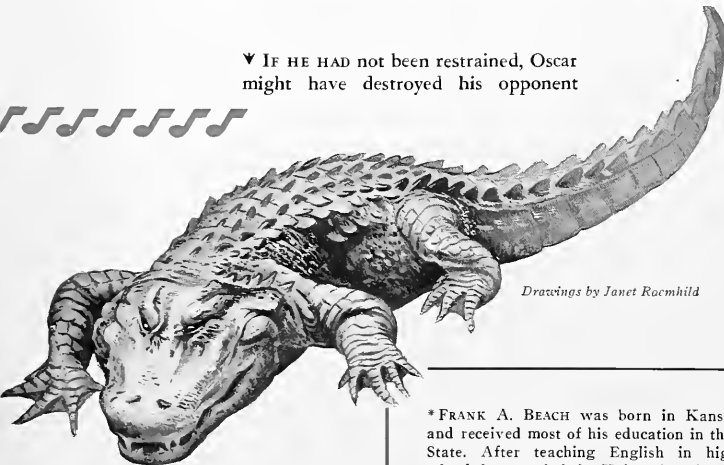 IF HE HAD not been restrained, Oscar
might have destroyed his opponent
Drawings by Janet Roemhild
* FRANK A. BEACH was born in Kans
and received most of his education in th
State. After teaching English in hig